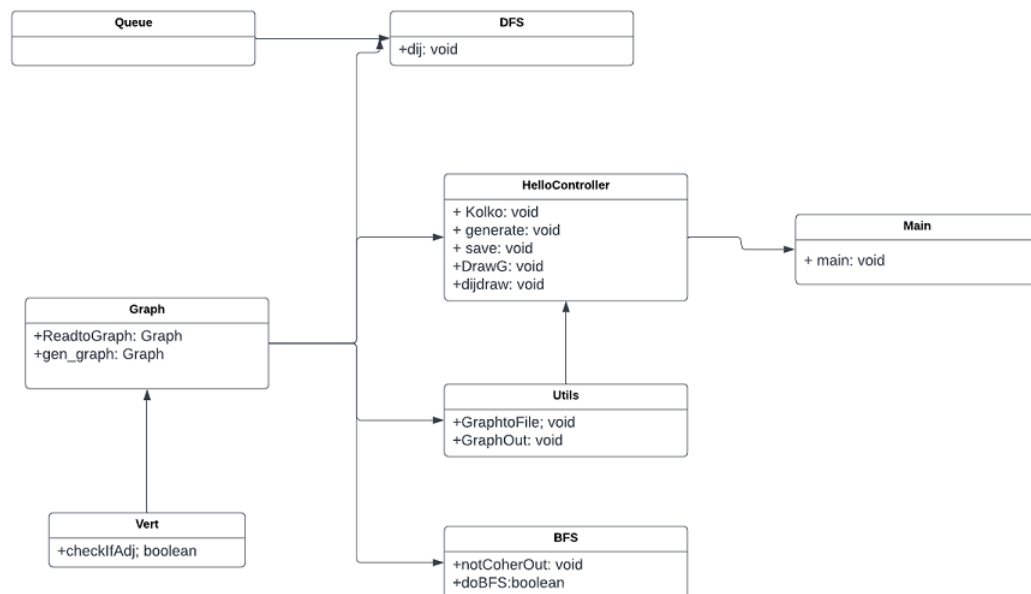 Queue
DFS
+dij: void
HelloController
+ Kolko: void
+ generate: void
+ save: void
+DrawG: void
+dijdraw: void
Main
+ main: void
Graph
+ReadtoGraph: Graph
+gen_graph: Graph
Utils
+GraphtoFile; void
+GraphOut: void
Vert
+checkIfAdj; boolean
BFS
+notCoherOut: void
+doBFS:boolean